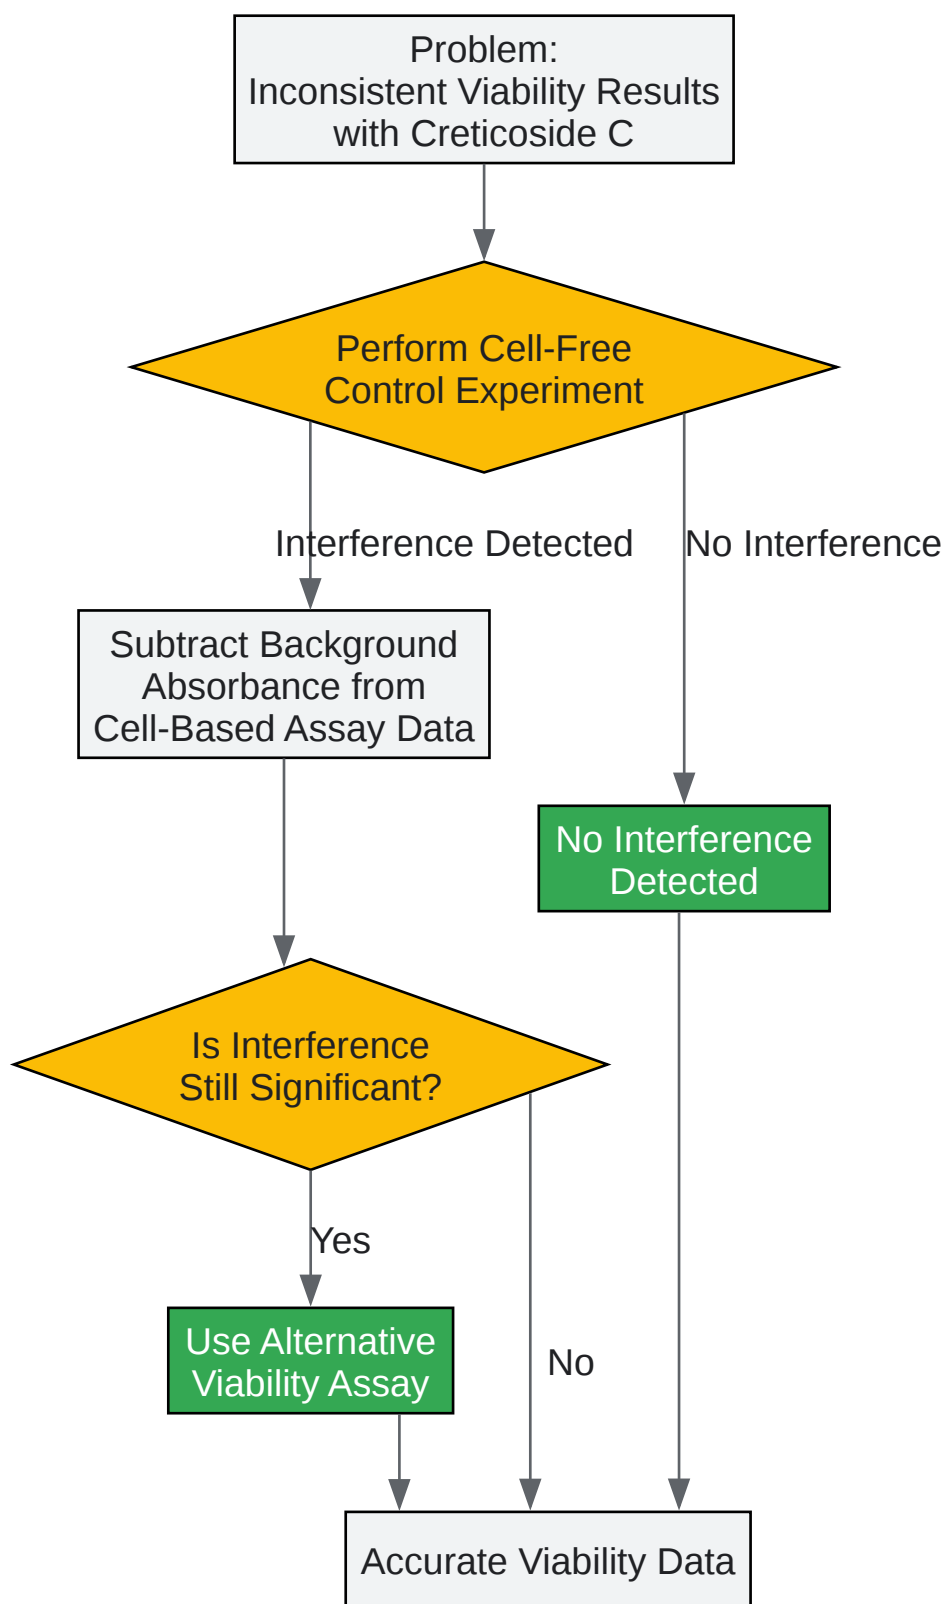 Problem:
Inconsistent Viability Results
with Creticoside C
Perform Cell-Free
Control Experiment
Interference Detected
No Interference
Subtract Background
Absorbance from
Cell-Based Assay Data
No Interference
Detected
Is Interference
Still Significant?
Yes
Use Alternative
Viability Assay
No
Accurate Viability Data